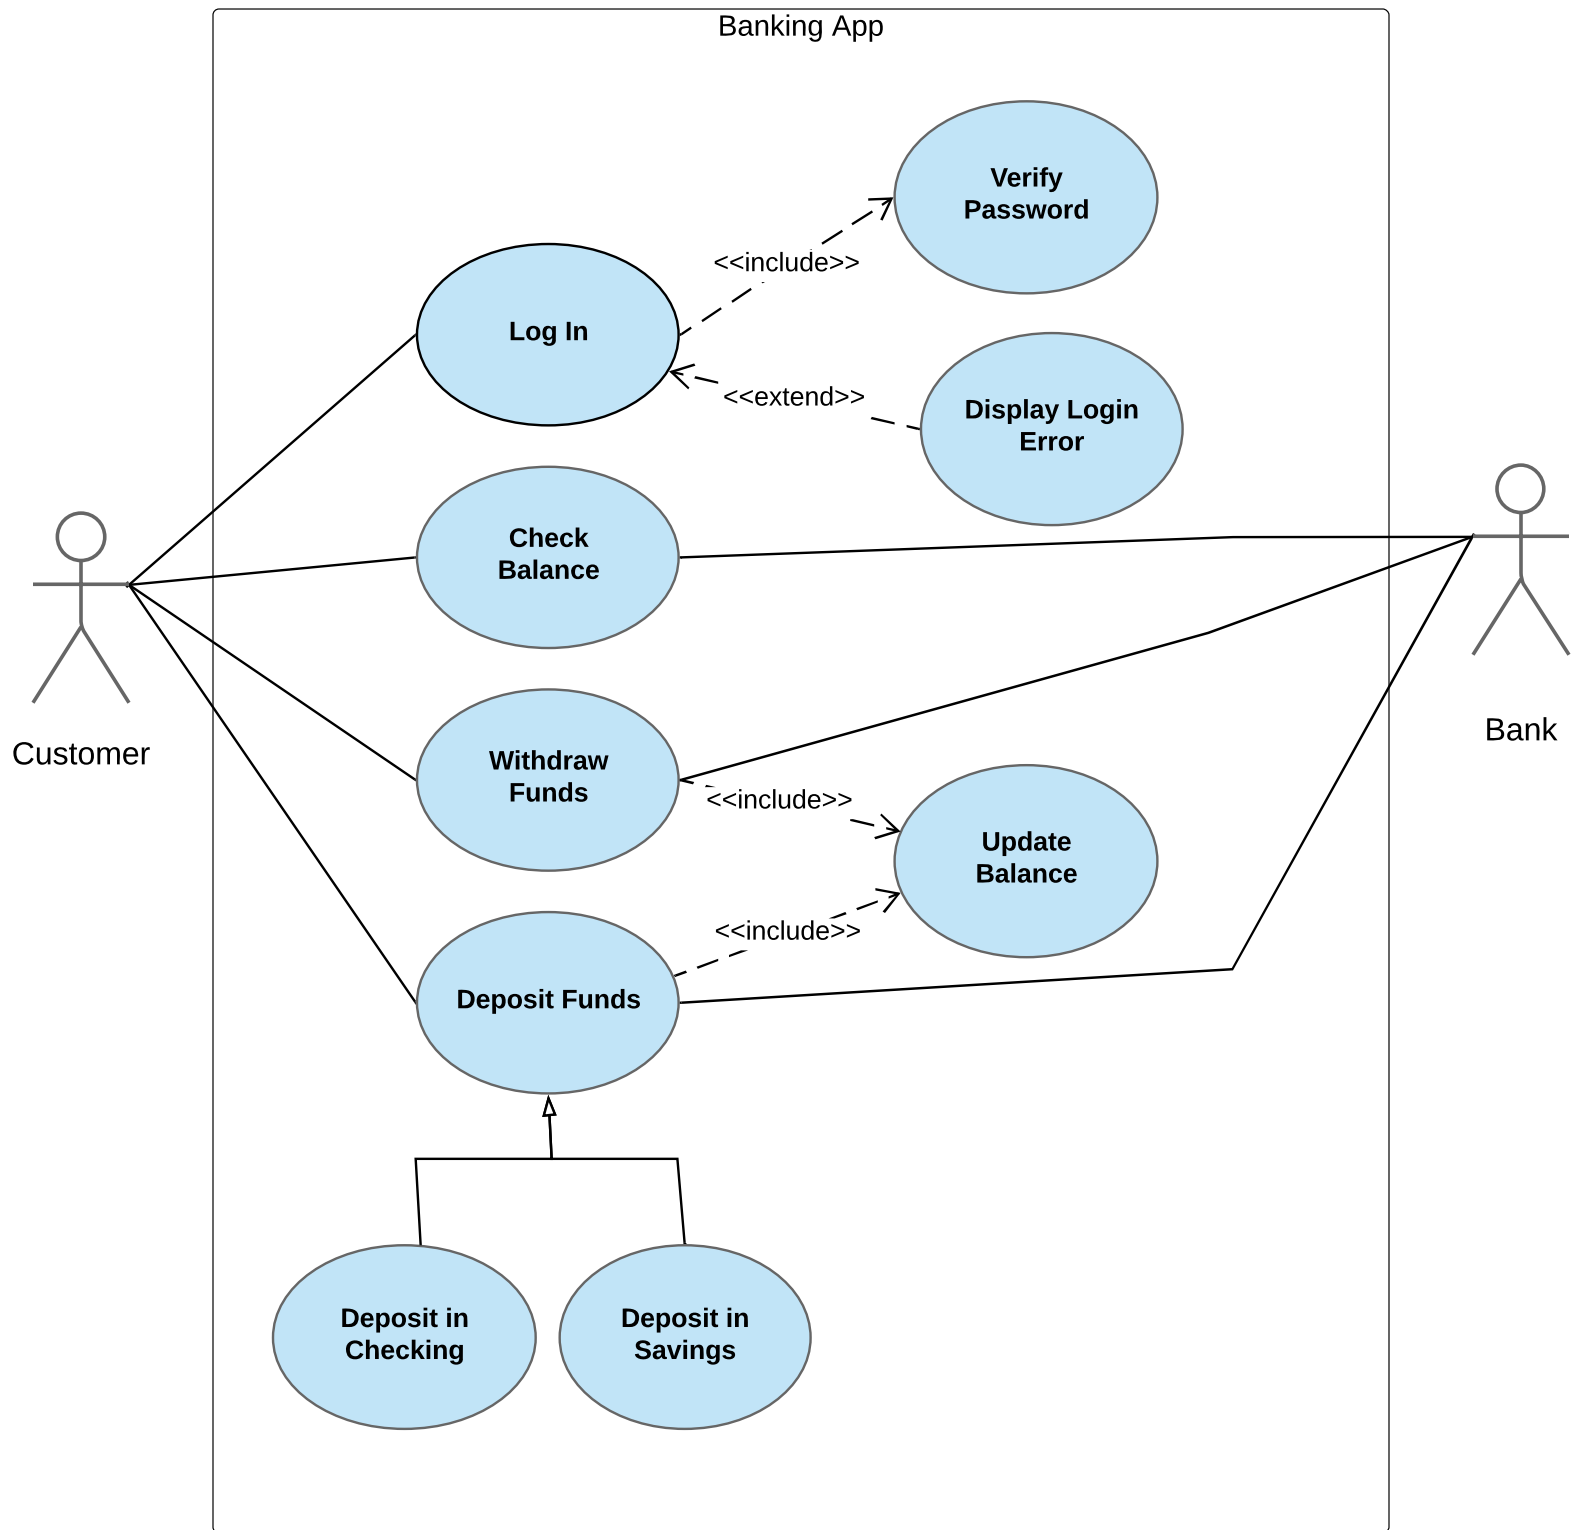 Banking App
Verify
Password
<<include>>
Log In
<<extend>>
Display Login
Error
Check
Balance
Customer
Bank
Withdraw
Funds
<<include>>
Update
Balance
<<include>>
Deposit Funds
Deposit in
Checking
Deposit in
Savings